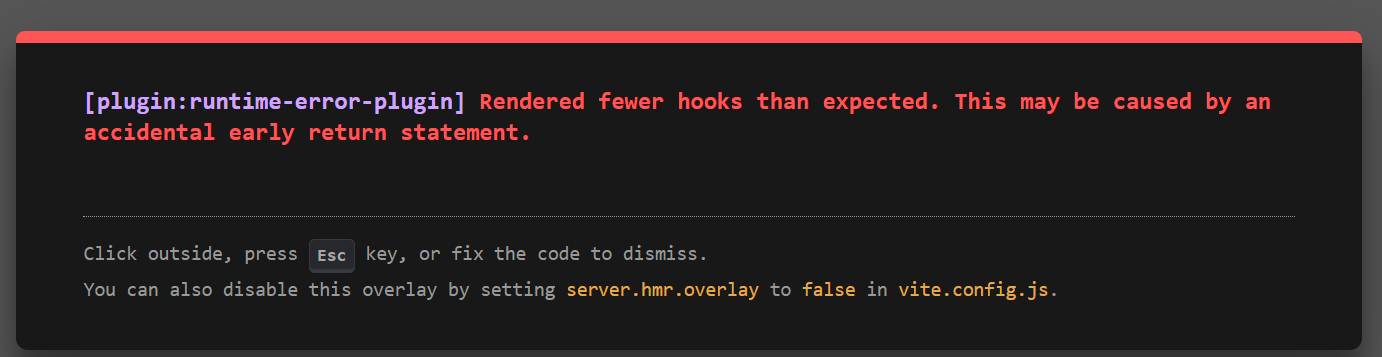 [plugin:runtime-error-plugin] Rendered fewer hooks than expected. This may be caused by an
accidental early return statement.
Click outside, press Esc key, or fix the code to dismiss.
You can also disable this overlay by setting server.hmr.overlay to false in vite.config.js.